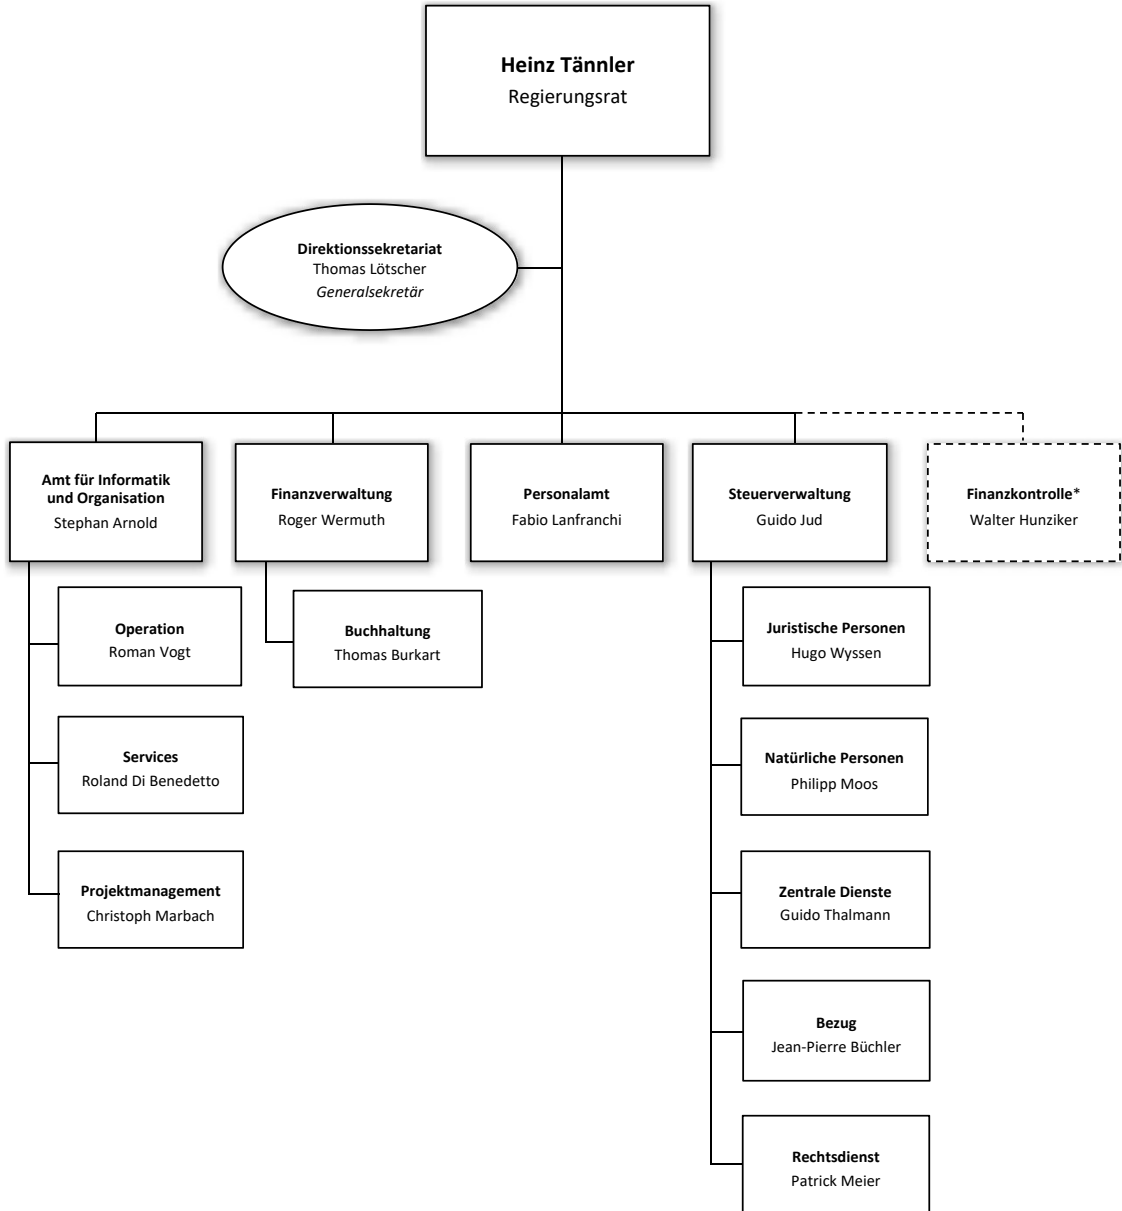 Heinz Tännler
Regierungsrat
Direktionssekretariat
Thomas Lötscher
Generalsekretär
Amt für Informatik
und Organisation
Stephan Arnold
Finanzverwaltung
Roger Wermuth
Personalamt
Fabio Lanfranchi
Steuerverwaltung
Guido Jud
Finanzkontrolle*
Walter Hunziker
Operation
Roman Vogt
Services
Roland Di Benedetto
Projektmanagement
Christoph Marbach
Buchhaltung
Thomas Burkart
Juristische Personen
Hugo Wyssen
Natürliche Personen
Philipp Moos
Zentrale Dienste
Guido Thalmann
Bezug
Jean-Pierre Büchler
Rechtsdienst
Patrick Meier